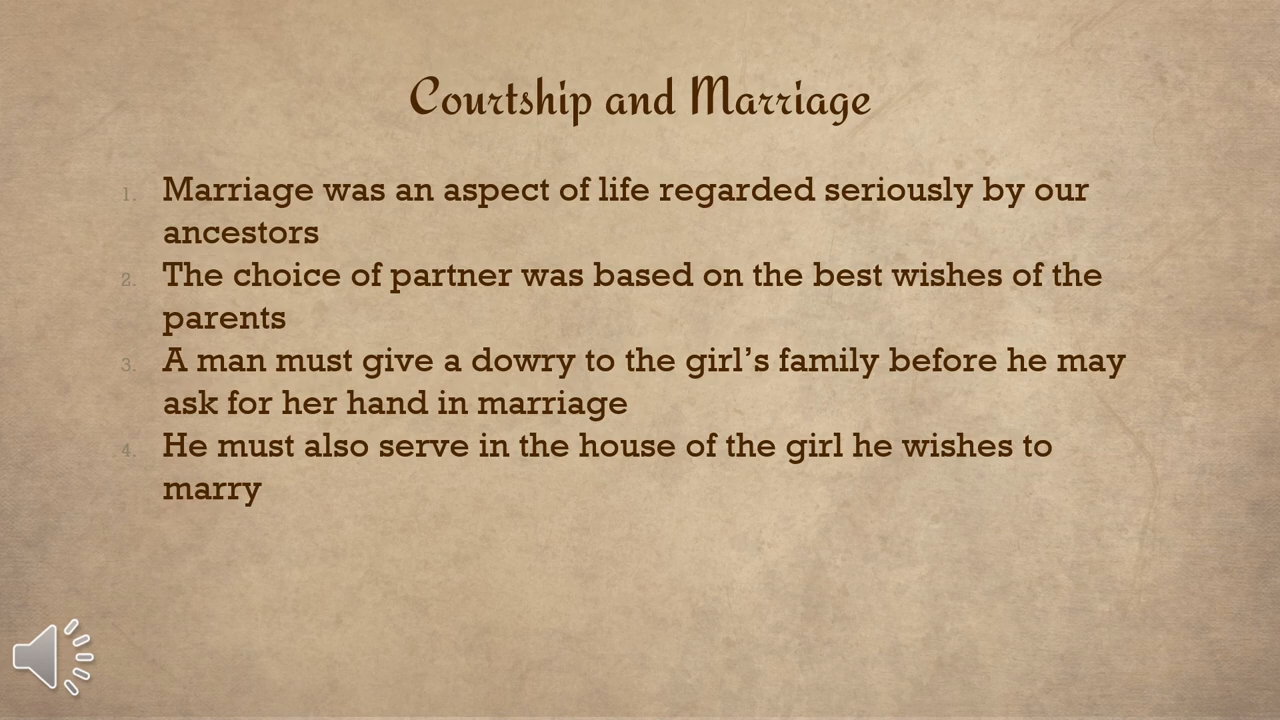 Courtship and Marriage
1. Marriage was an aspect of life regarded seriously by our
ancestors
2. The choice of partner was based on the best wishes of the
parents
3. A man must give a dowry to the girl’s family before he may
ask for her hand in marriage
4. He must also serve in the house of the girl he wishes to
marry